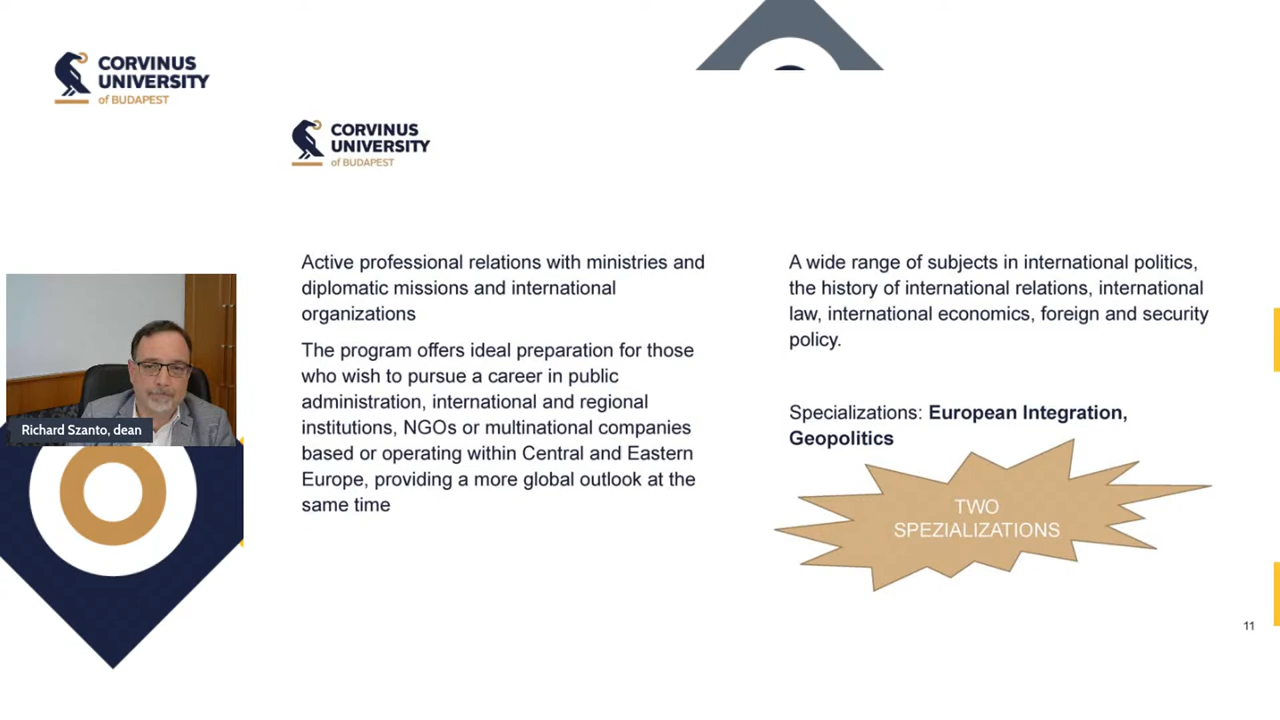 CORVINUS
UNIVERSITY
of BUDAPEST
CORVINUS
UNIVERSITY
of BUDAPEST
Active professional relations with ministries and
diplomatic missions and international
organizations
The program offers ideal preparation for those
who wish to pursue a career in public
administration, international and regional
institutions, NGOs or multinational companies
based or operating within Central and Eastern
Europe, providing a more global outlook at the
same time
A wide range of subjects in international politics,
the history of international relations, international
law, international economics, foreign and security
policy.
Specializations: European Integration,
Geopolitics
TWO
SPEZIALIZATIONS
Richard Szanto, dean
11